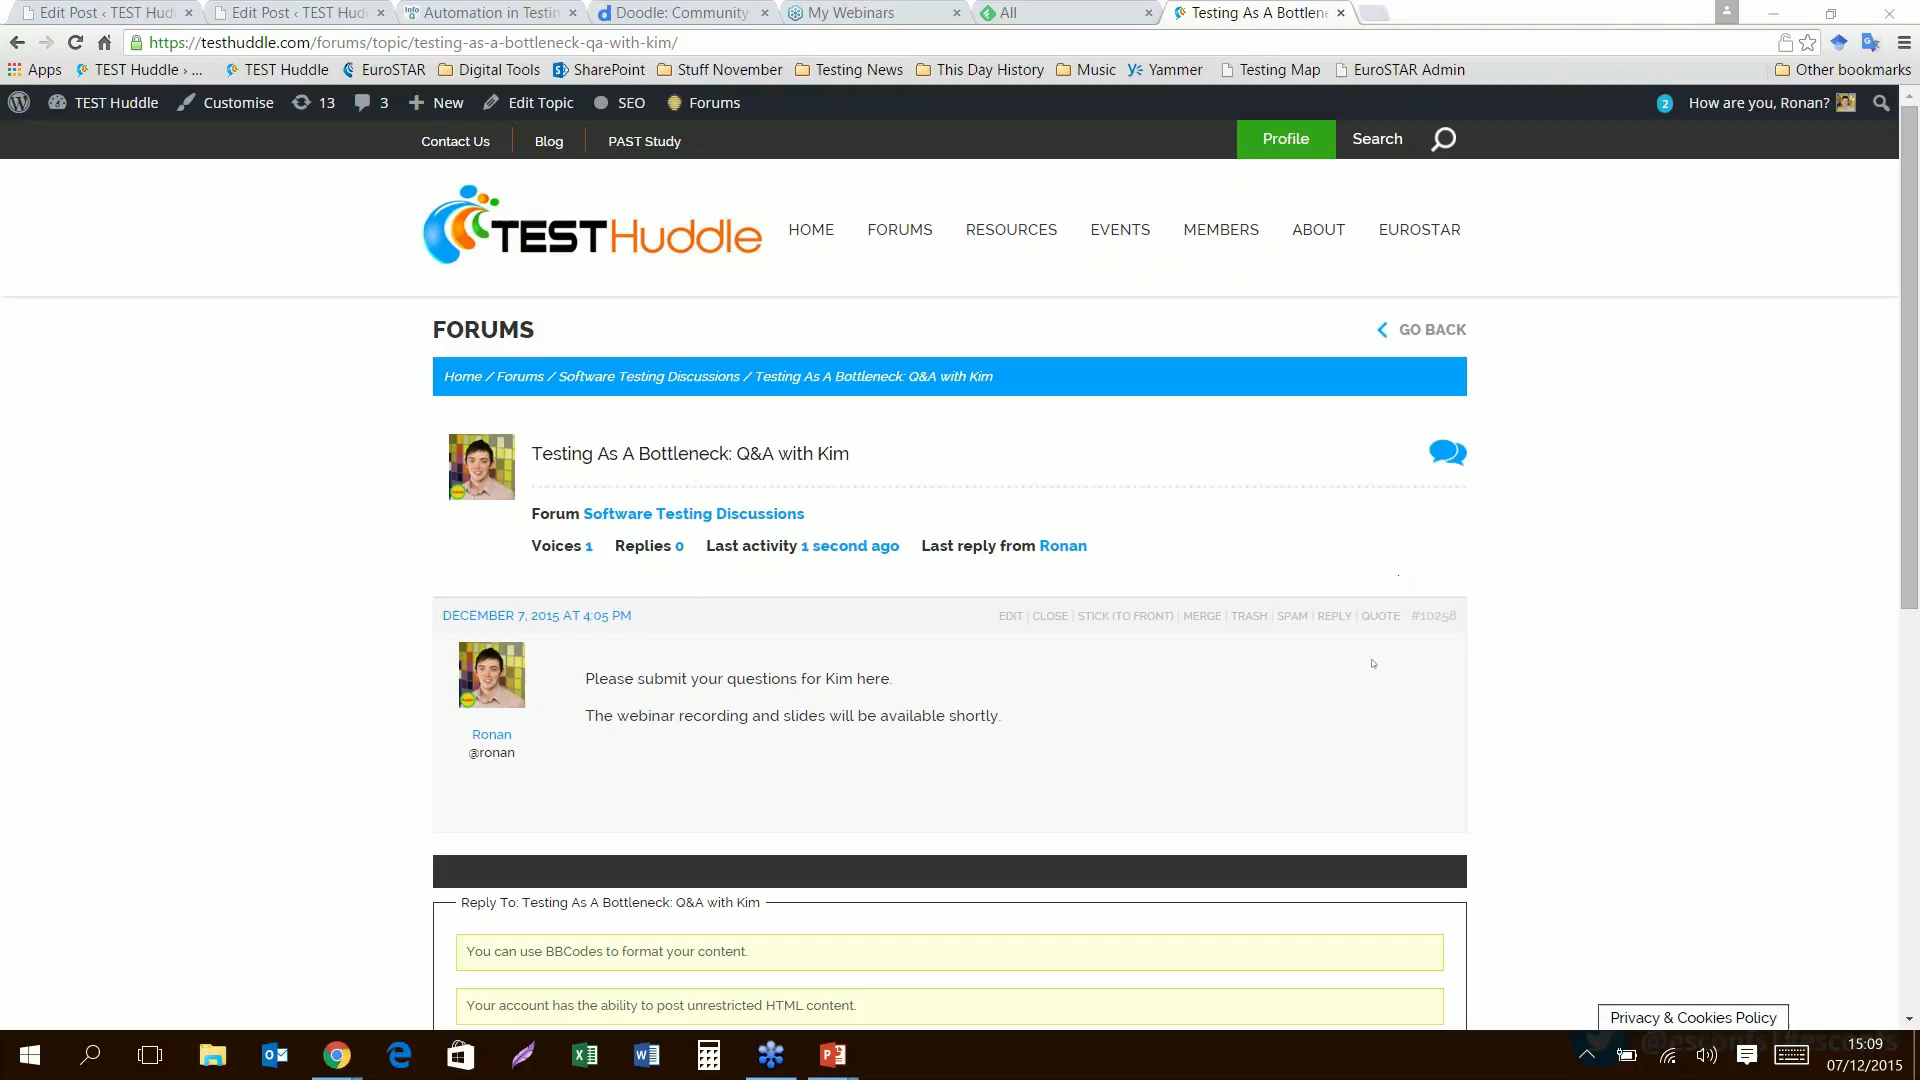 Edit Post ‹ TEST Hud
Edit Post ‹ TEST Hud
Automation in Testin
Doodle: Community
My Webinars
All
Testing As A Bottlen
https://testhuddle.com/forums/topic/testing-as-a-bottleneck-qa-with-kim/
Apps
TEST Huddle › ...
TEST Huddle
EuroSTAR
Digital Tools
SharePoint
Stuff November
Testing News
This Day History
Music
Yammer
Testing Map
EuroSTAR Admin
Other bookmarks
TEST Huddle
Customise
13
3
New
Edit Topic
SEO
Forums
2
How are you, Ronan?
Contact Us
Blog
PAST Study
Profile
Search
TESTHuddle
HOME
FORUMS
RESOURCES
EVENTS
MEMBERS
ABOUT
EUROSTAR
FORUMS
GO BACK
Home / Forums / Software Testing Discussions / Testing As A Bottleneck: Q&A with Kim
Testing As A Bottleneck: Q&A with Kim
Forum Software Testing Discussions
Voices 1 Replies 0 Last activity 1 second ago Last reply from Ronan
DECEMBER 7, 2015 AT 4:05 PM
EDIT | CLOSE | STICK (TO FRONT) | MERGE | TRASH | SPAM | REPLY | QUOTE #10258
Please submit your questions for Kim here.
The webinar recording and slides will be available shortly.
Ronan
@ronan
Reply To: Testing As A Bottleneck: Q&A with Kim
You can use BBCodes to format your content.
Your account has the ability to post unrestricted HTML content.
Privacy & Cookies Policy
15:09
07/12/2015